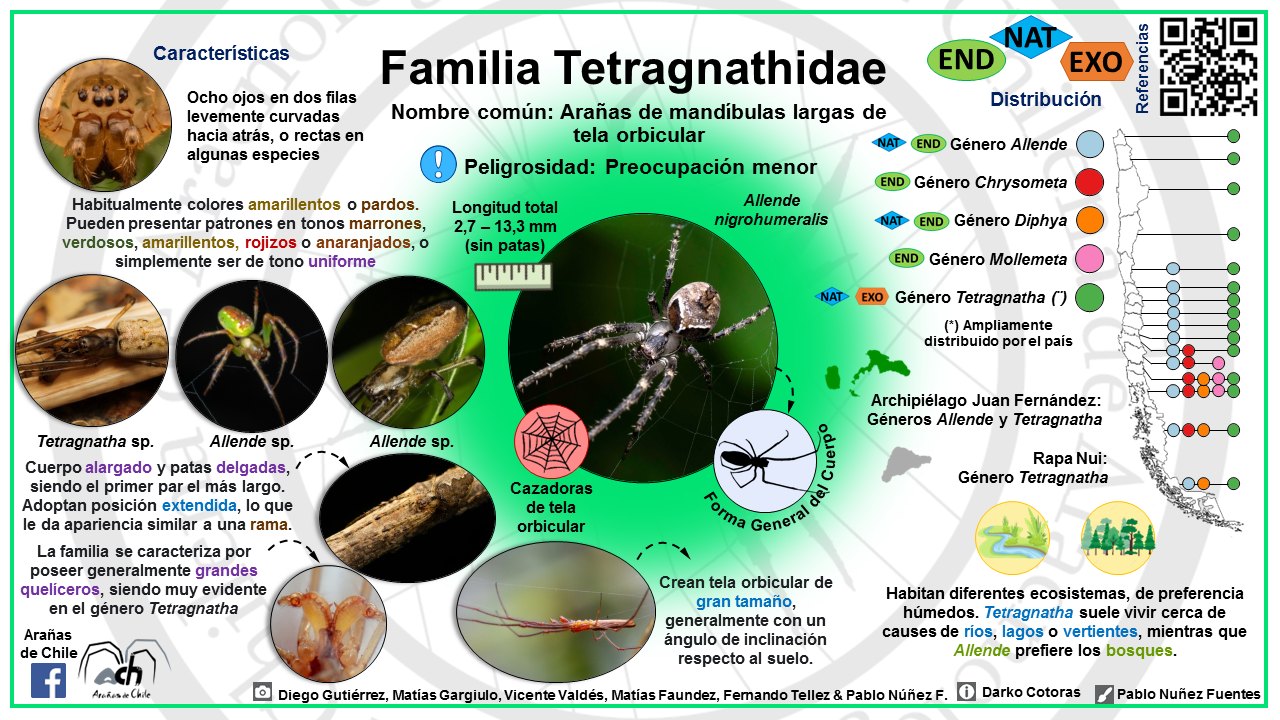 Familia Tetragnathidae
Nombre común: Arañas de mandíbulas largas de
tela orbicular
Peligrosidad: Preocupación menor
Características
Ocho ojos en dos filas
levemente curvadas
hacia atrás, o rectas en
algunas especies
Habitualmente colores amarillentos o pardos.
Pueden presentar patrones en tonos marrones,
verdosos, amarillentos, rojizos o anaranjados, o
simplemente ser de tono uniforme
Tetragnatha sp.
Allende sp.
Allende sp.
Cuerpo alargado y patas delgadas,
siendo el primer par el más largo.
Adoptan posición extendida, lo que
le da apariencia similar a una rama.
La familia se caracteriza por
poseer generalmente grandes
quelíceros, siendo muy evidente
en el género Tetragnatha
Longitud total
2,7 – 13,3 mm
(sin patas)
Allende
nigrohumeralis
Cazadoras
de tela
orbicular
Forma General del Cuerpo
Crean tela orbicular de
gran tamaño,
generalmente con un
ángulo de inclinación
respecto al suelo.
END
NAT
EXO
Distribución
Referencias
NAT END Género Allende
END Género Chrysometa
NAT END Género Diphya
END Género Mollemeta
NAT EXO Género Tetragnatha (¨)
(*) Ampliamente
distribuido por el país
Archipiélago Juan Fernández:
Géneros Allende y Tetragnatha
Rapa Nui:
Género Tetragnatha
Habitan diferentes ecosistemas, de preferencia
húmedos. Tetragnatha suele vivir cerca de
causes de ríos, lagos o vertientes, mientras que
Allende prefiere los bosques.
Arañas
de Chile
ach
Arañas de Chile
Diego Gutiérrez, Matías Gargiulo, Vicente Valdés, Matías Faundez, Fernando Tellez & Pablo Núñez F.
Darko Cotoras
Pablo Nuñez Fuentes